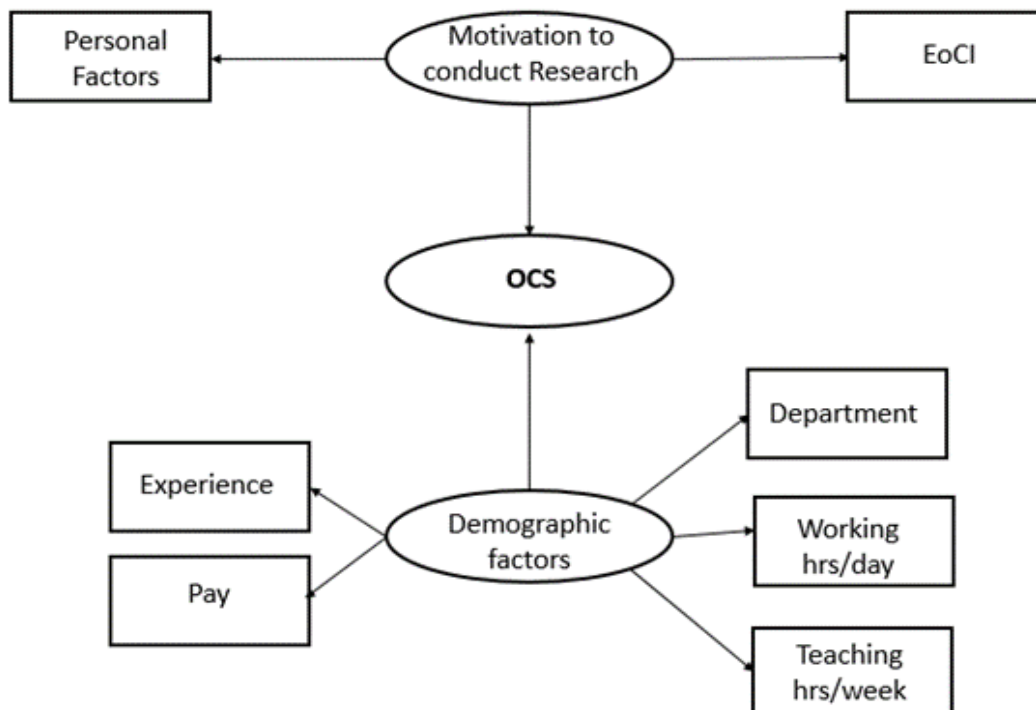 Personal
Factors
Motivation to
conduct Research
EoCI
OCS
Department
Experience
Demographic
factors
Working
hrs/day
Pay
Teaching
hrs/week